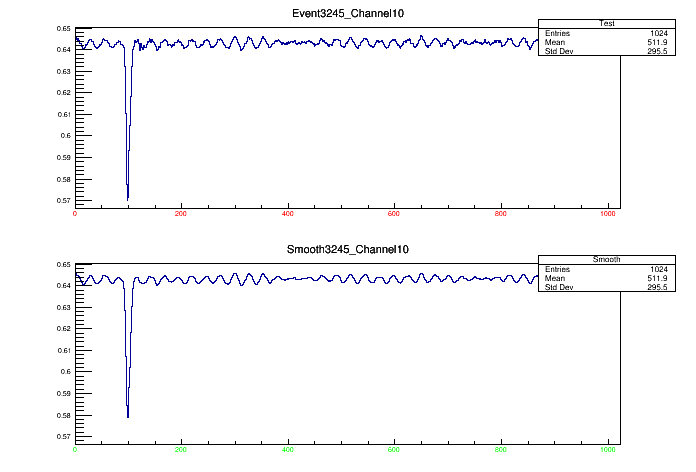 Event3245_Channel10
Test
Entries 1024
Mean 511.9
Std Dev 295.5
0.65
0.64
0.63
0.62
0.61
0.6
0.59
0.58
0.57
0 200 400 600 800 1000
Smooth3245_Channel10
Smooth
Entries 1024
Mean 511.9
Std Dev 295.5
0.65
0.64
0.63
0.62
0.61
0.6
0.59
0.58
0.57
0 200 400 600 800 1000